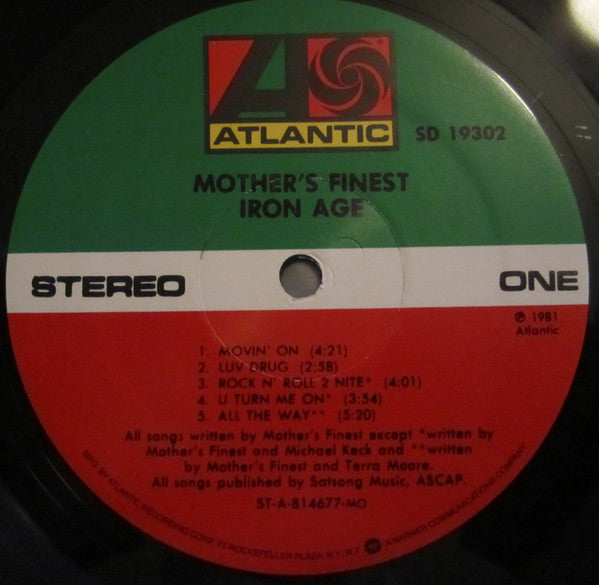 ATLANTIC
SD 19302
MOTHER'S FINEST
IRON AGE
STEREO
ONE
℗ 1981
Atlantic
1. MOVIN' ON (4:21)
2. LUV DRUG (2:58)
3. ROCK N' ROLL 2 NITE* (4:01)
4. U TURN ME ON* (3:54)
5. ALL THE WAY** (5:20)
All songs written by Mother's Finest except *written by
Mother's Finest and Michael Keck and **written
by Mother's Finest and Terra Moore.
All songs published by Satsong Music, ASCAP.
ST-A-814677-MO
MFG. BY ATLANTIC RECORDING CORP., 75 ROCKEFELLER PLAZA, N.Y., N.Y. A WARNER COMMUNICATIONS COMPANY